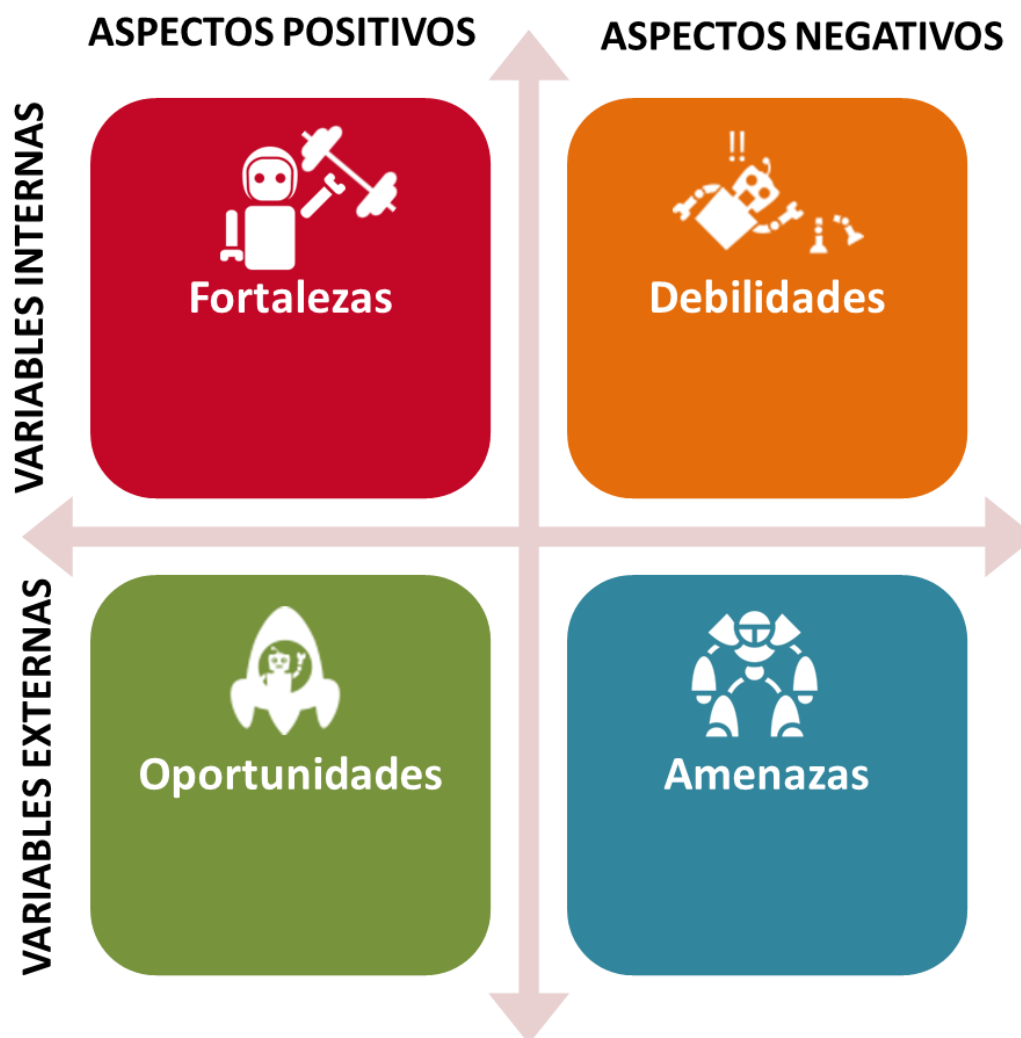 ASPECTOS POSITIVOS
ASPECTOS NEGATIVOS
VARIABLES INTERNAS
!!
Fortalezas
Debilidades
VARIABLES EXTERNAS
Oportunidades
Amenazas